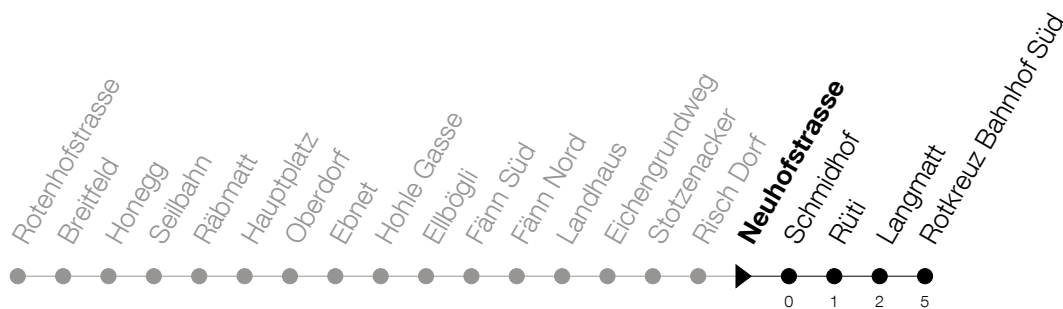 Rotenhofstrasse
Breitfeld
Honegg
Seilbahn
Räbmatt
Hauptplatz
Oberdorf
Ebnet
Hohle Gasse
Ellbögli
Fänn Süd
Fänn Nord
Landhaus
Eichengrundweg
Stotzenacker
Risch Dorf
Neuhofstrasse
Schmidhof
Rüti
Langmatt
Rotkreuz Bahnhof Süd
0
1
2
5